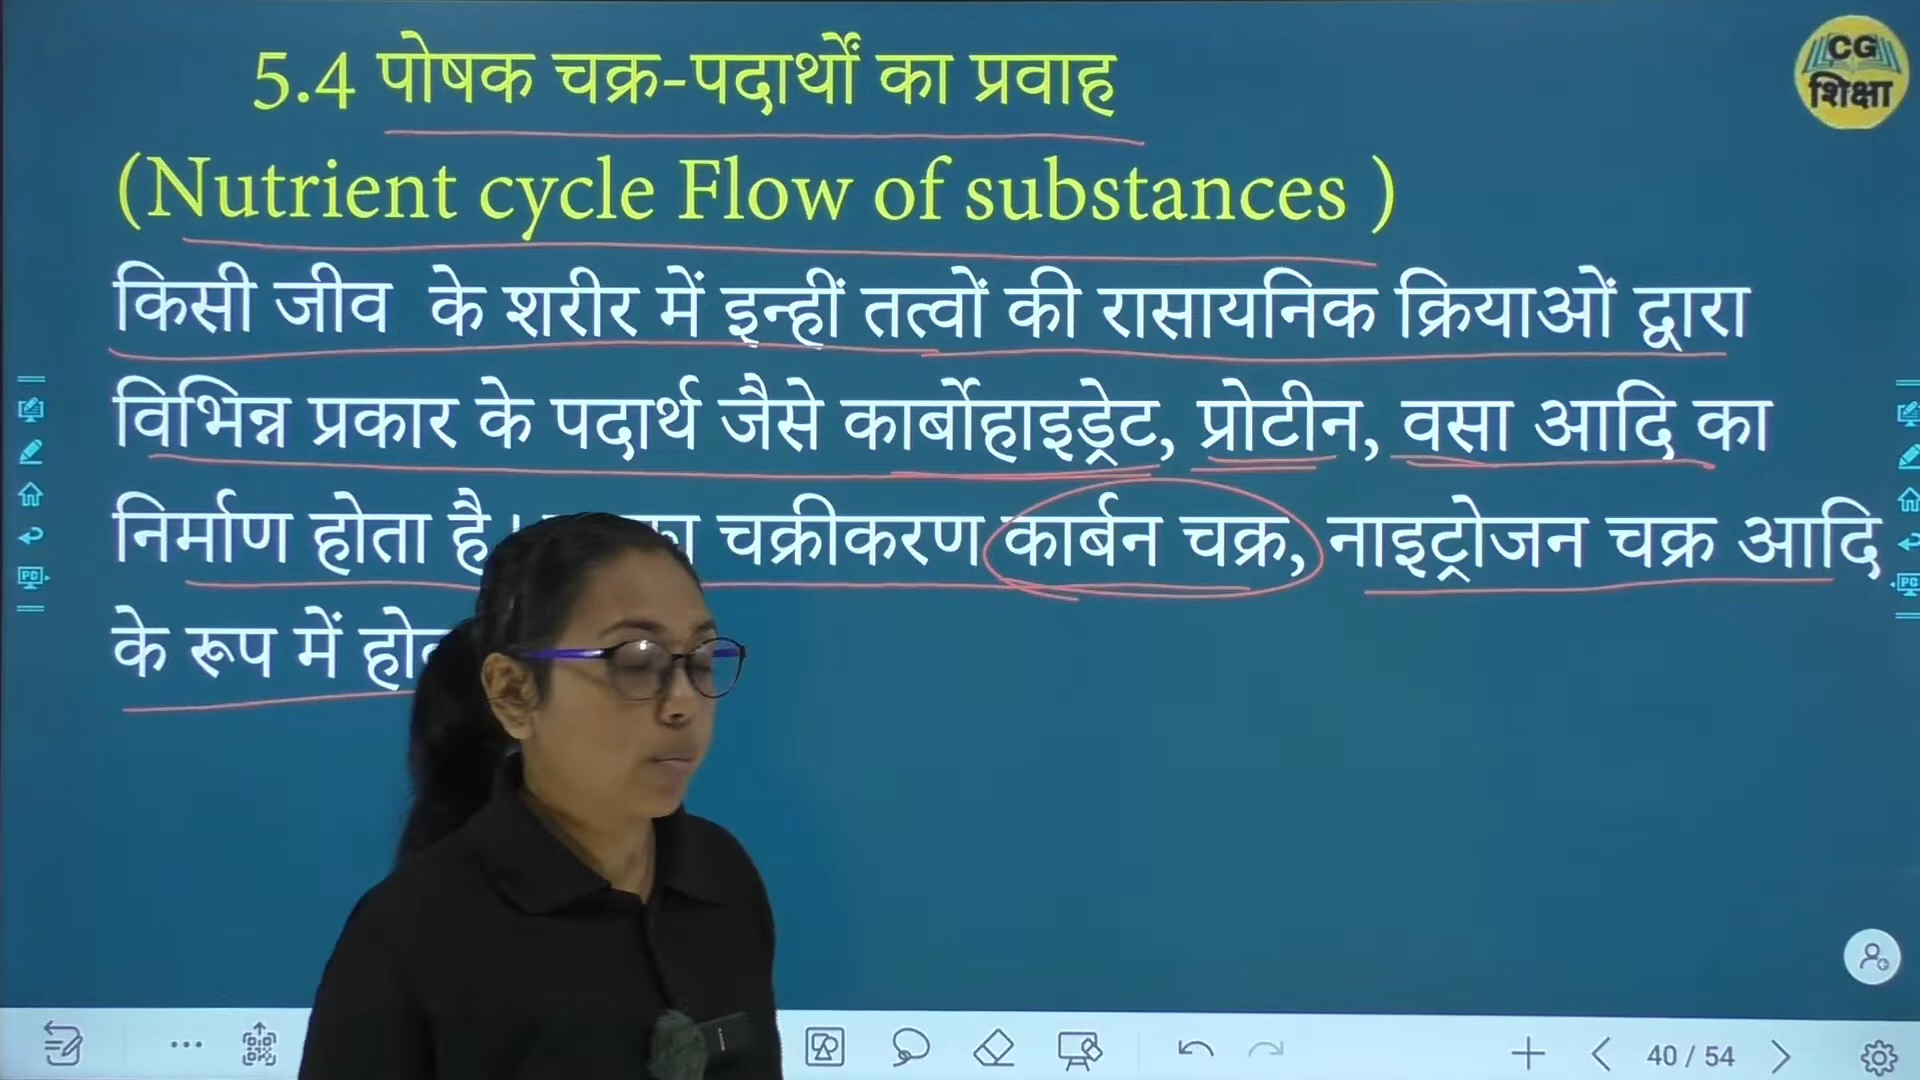 5.4 पोषक चक्र-पदार्थों का प्रवाह
(Nutrient cycle Flow of substances )
किसी जीव के शरीर में इन्हीं तत्वों की रासायनिक क्रियाओं द्वारा
विभिन्न प्रकार के पदार्थ जैसे कार्बोहाइड्रेट, प्रोटीन, वसा आदि का
निर्माण होता है। चक्रीकरण कार्बन चक्र, नाइट्रोजन चक्र आदि
के रूप में
CG
शिक्षा
40 / 54